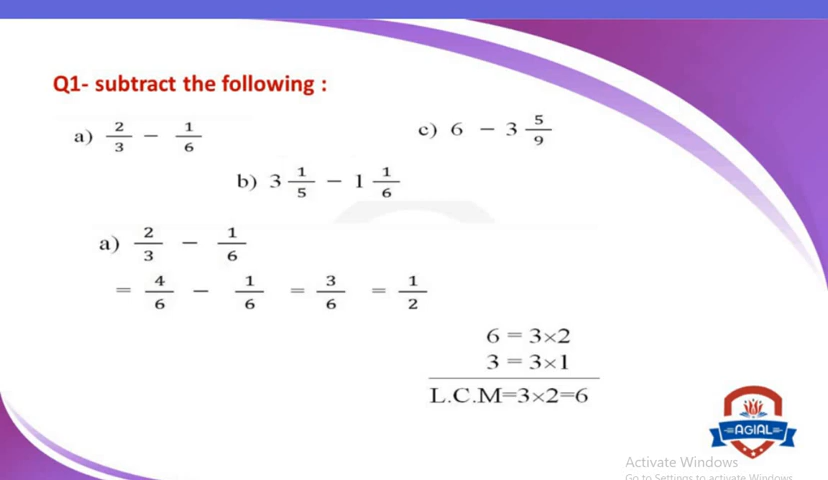 Q1- subtract the following :
a) 2/3 − 1/6
c) 6 − 3 5/9
b) 3 1/5 − 1 1/6
a) 2/3 − 1/6
= 4/6 − 1/6 = 3/6 = 1/2
6 = 3×2
3 = 3×1
L.C.M=3×2=6
AGIAL
Activate Windows
Go to Settings to activate Windows